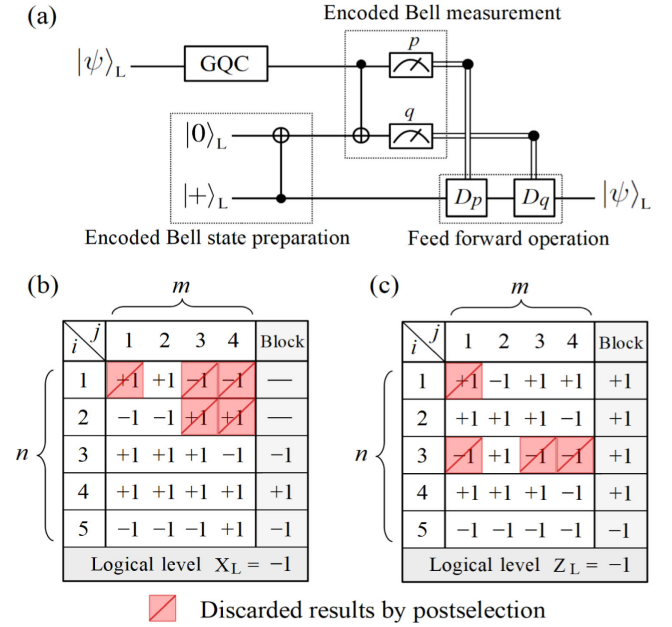 (a)
Encoded Bell measurement
|ψ⟩L GQC p
|0⟩L q
|+⟩L Dp Dq |ψ⟩L
Encoded Bell state preparation Feed forward operation
(b)
m
i j 1 2 3 4 Block
1 +1 +1 −1 −1 —
2 −1 −1 +1 +1 —
n 3 +1 +1 +1 −1 −1
4 +1 +1 +1 +1 +1
5 −1 −1 −1 +1 −1
Logical level XL = −1
(c)
m
i j 1 2 3 4 Block
1 +1 −1 +1 +1 +1
2 +1 +1 +1 −1 +1
n 3 −1 +1 −1 −1 +1
4 +1 +1 +1 −1 +1
5 −1 −1 −1 −1 −1
Logical level ZL = −1
Discarded results by postselection